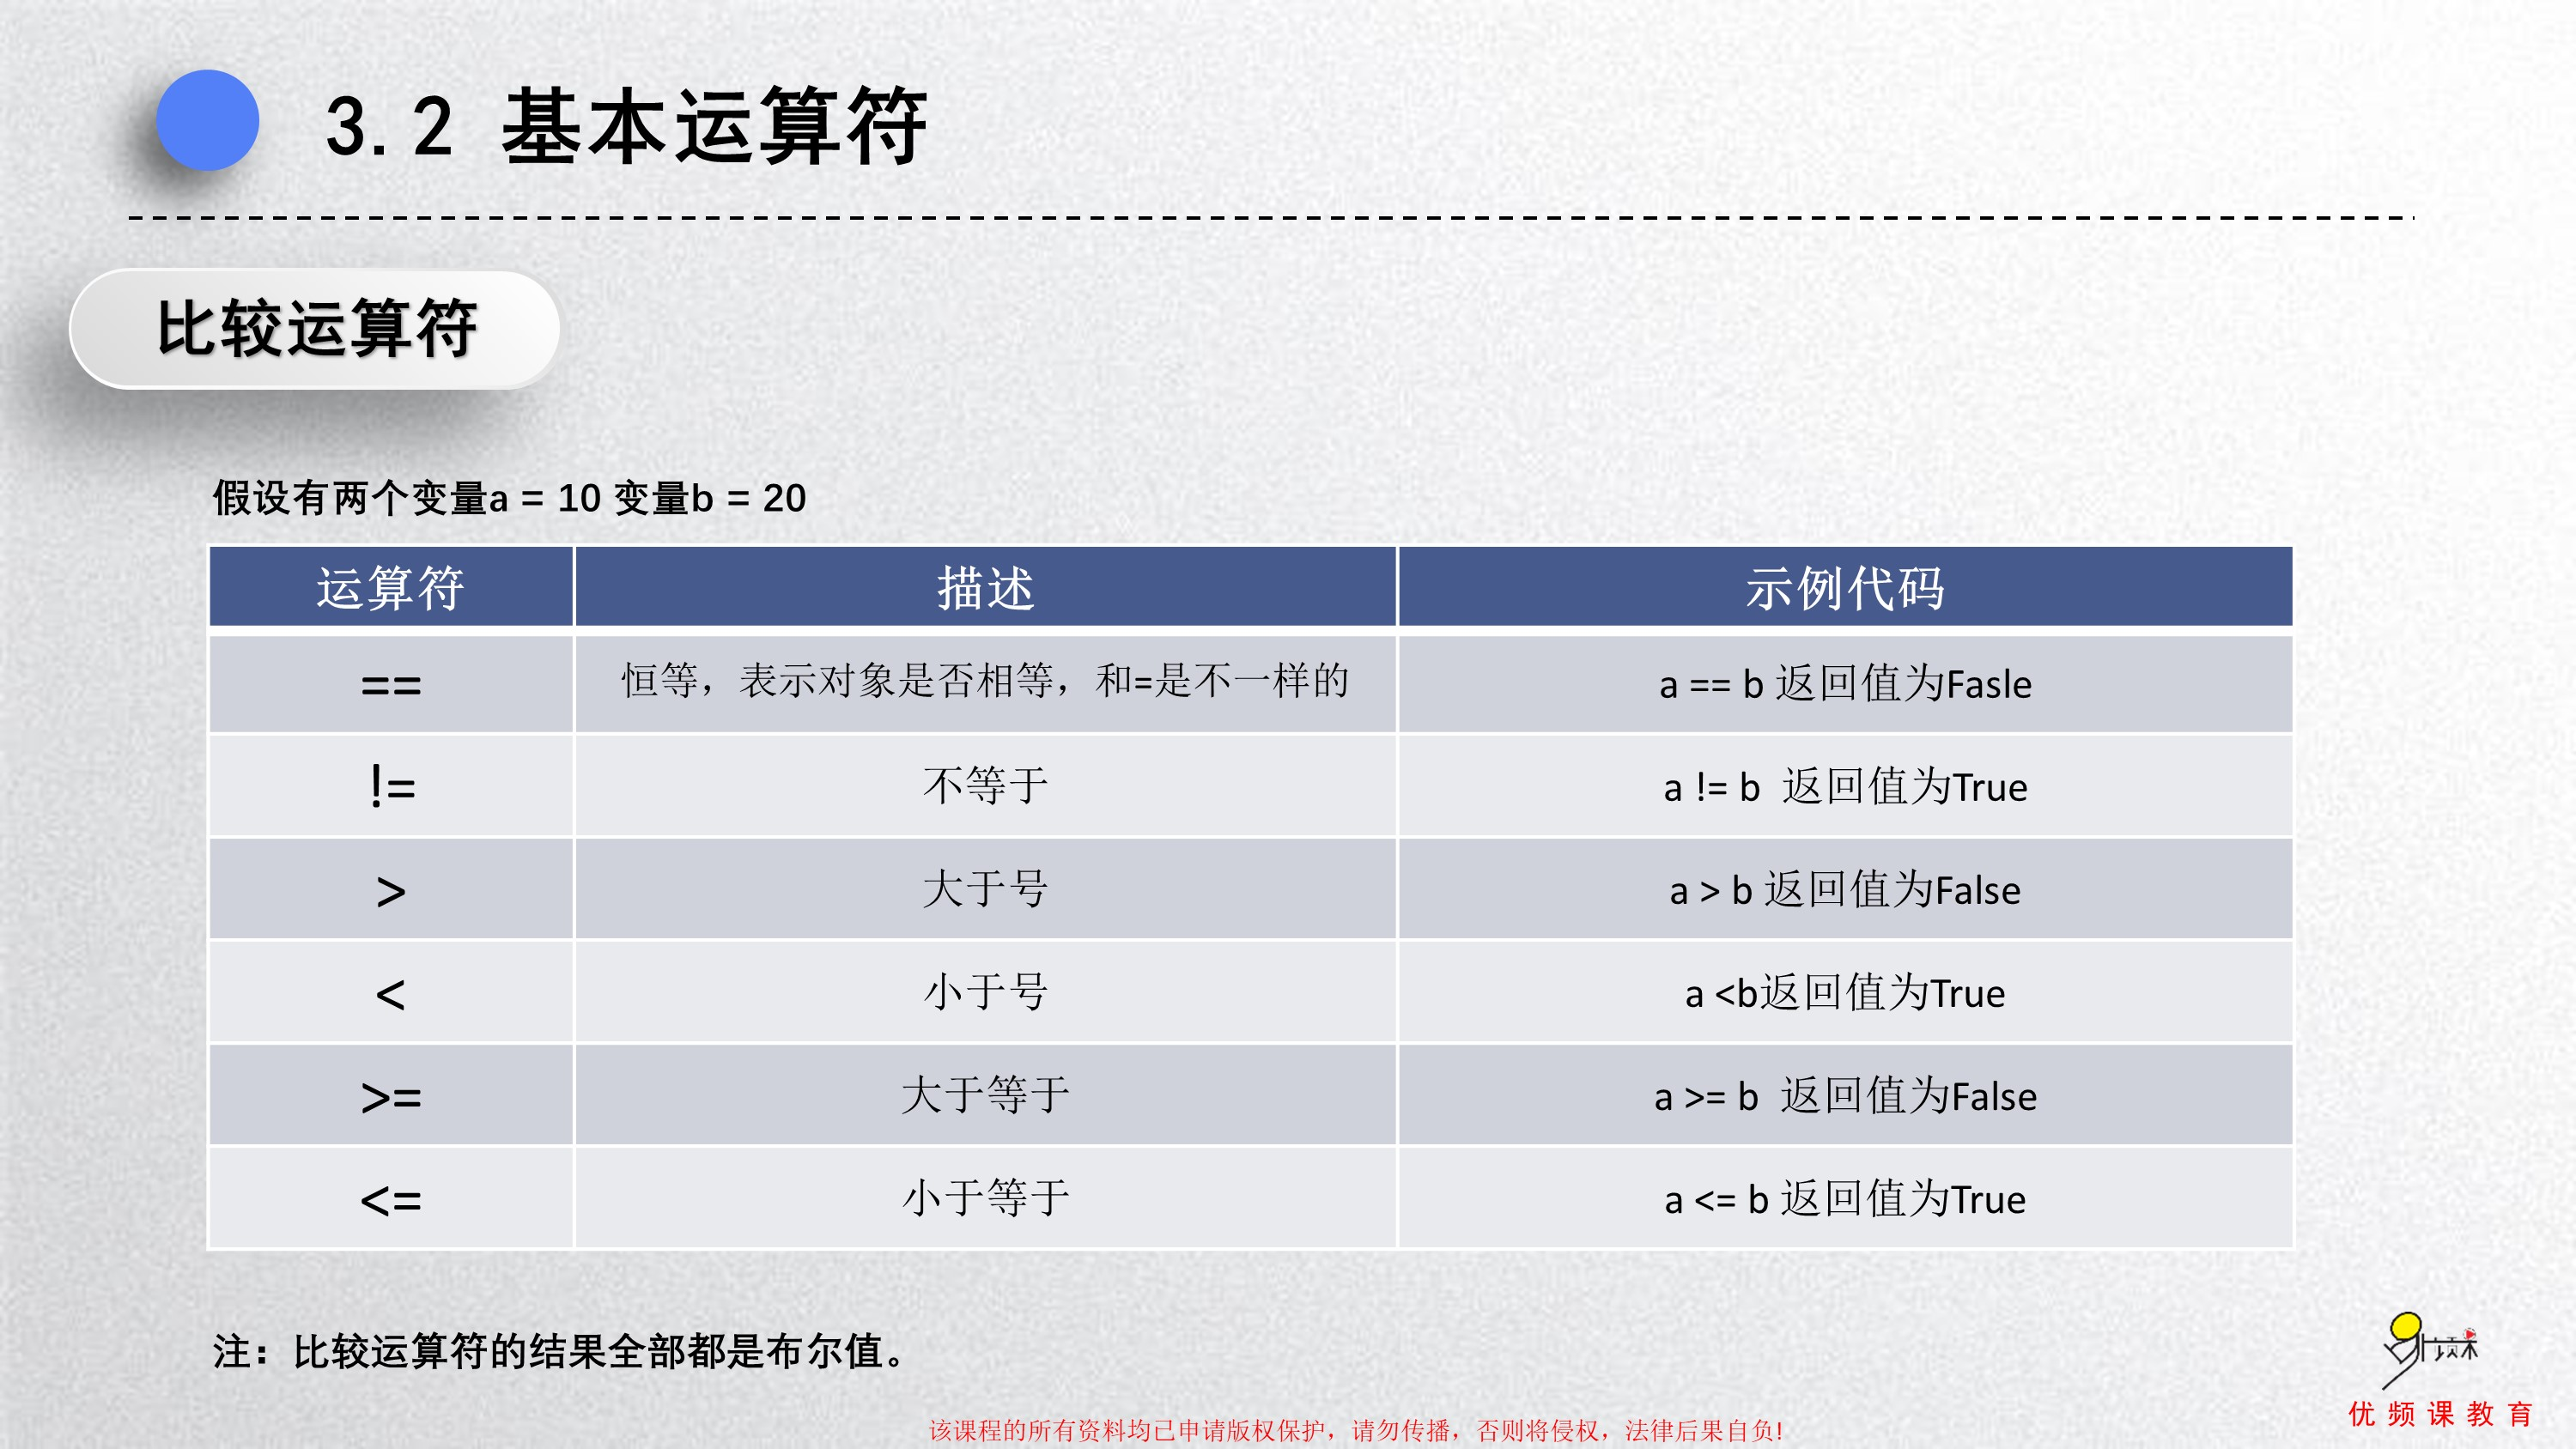 3.2 基本运算符
比较运算符
假设有两个变量a = 10 变量b = 20
运算符 描述 示例代码
== 恒等，表示对象是否相等，和=是不一样的 a == b 返回值为Fasle
!= 不等于 a != b 返回值为True
> 大于号 a > b 返回值为False
< 小于号 a <b返回值为True
>= 大于等于 a >= b 返回值为False
<= 小于等于 a <= b 返回值为True
注：比较运算符的结果全部都是布尔值。
优频课教育
该课程的所有资料均已申请版权保护，请勿传播，否则将侵权，法律后果自负!